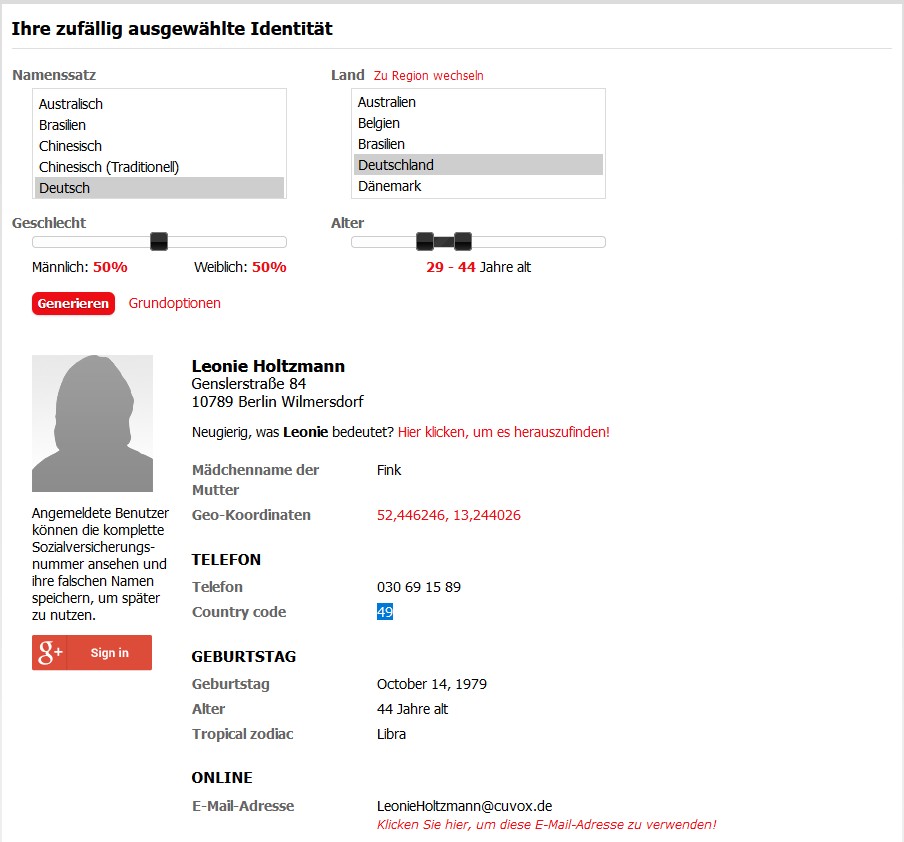 Ihre zufällig ausgewählte Identität
Namenssatz
Australisch
Brasilien
Chinesisch
Chinesisch (Traditionell)
Deutsch
Land Zu Region wechseln
Australien
Belgien
Brasilien
Deutschland
Dänemark
Geschlecht
Männlich: 50% Weiblich: 50%
Alter
29 - 44 Jahre alt
Generieren Grundoptionen
Angemeldete Benutzer
können die komplette
Sozialversicherungs-
nummer ansehen und
ihre falschen Namen
speichern, um später
zu nutzen.
g+ Sign in
Leonie Holtzmann
Genslerstraße 84
10789 Berlin Wilmersdorf
Neugierig, was Leonie bedeutet? Hier klicken, um es herauszufinden!
Mädchenname der Fink
Mutter
Geo-Koordinaten 52,446246, 13,244026
TELEFON
Telefon 030 69 15 89
Country code 49
GEBURTSTAG
Geburtstag October 14, 1979
Alter 44 Jahre alt
Tropical zodiac Libra
ONLINE
E-Mail-Adresse LeonieHoltzmann@cuvox.de
Klicken Sie hier, um diese E-Mail-Adresse zu verwenden!